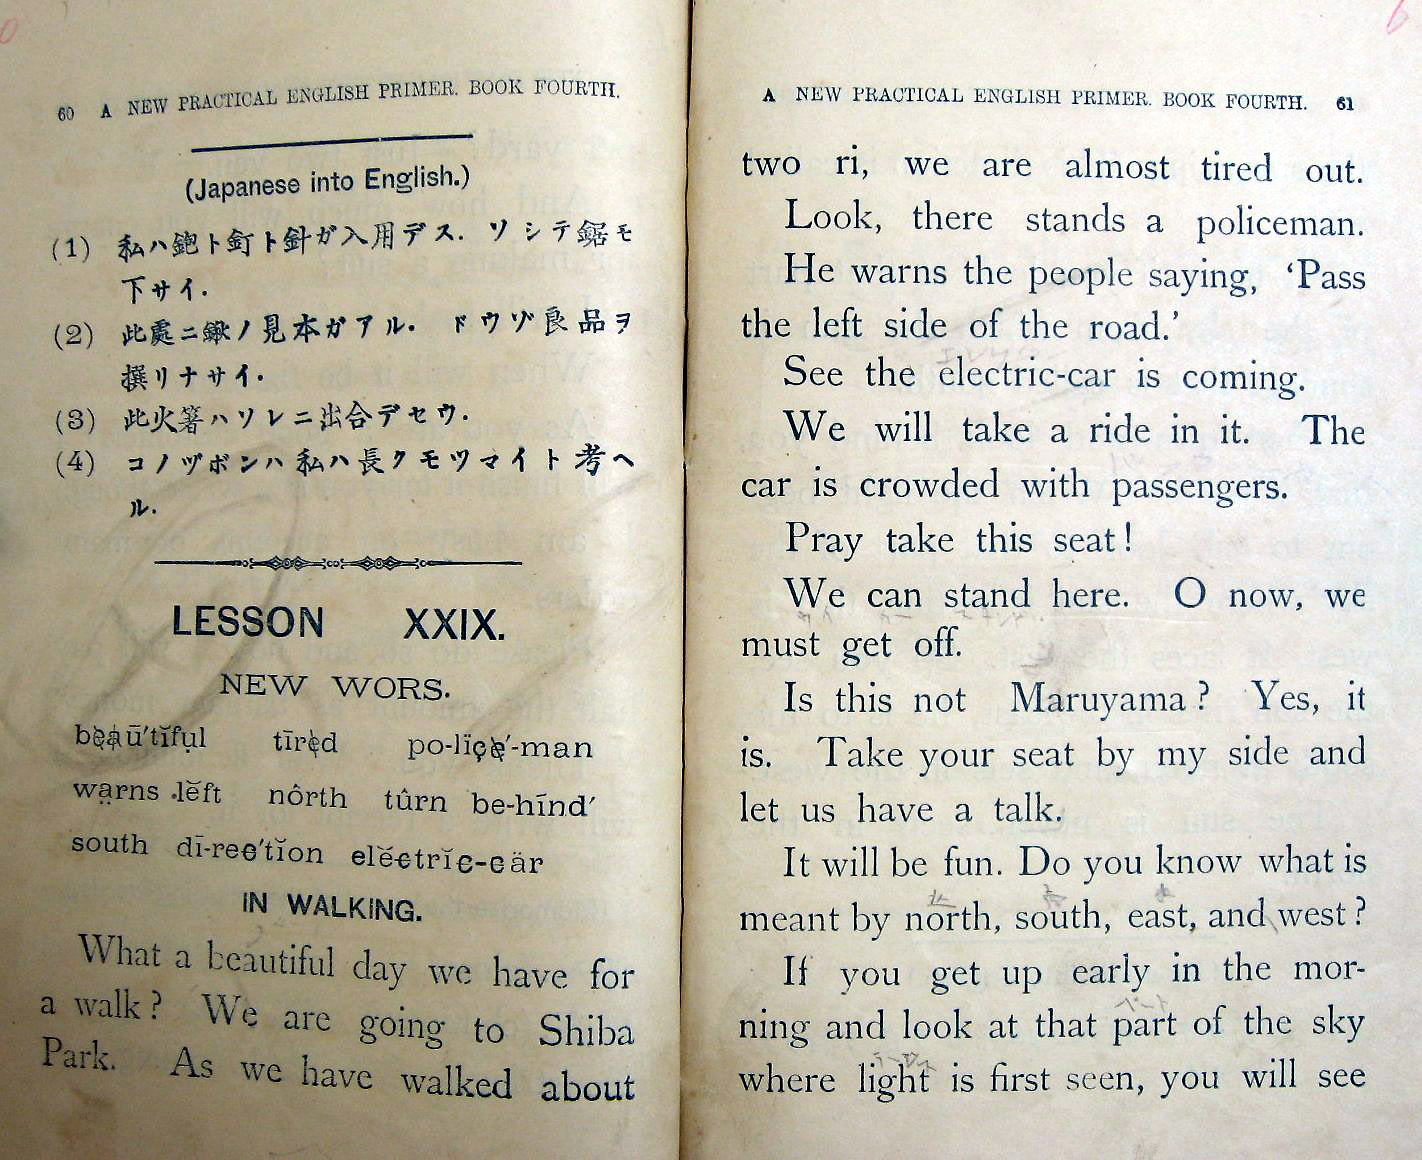 60 A NEW PRACTICAL ENGLISH PRIMER. BOOK FOURTH.
(Japanese into English.)
(1) 私ハ鉋ト釘ト針ガ入用デス. ソシテ鋸モ
下サイ.
(2) 此處ニ鍬ノ見本ガアル. ドウゾ良品ヲ
撰リナサイ.
(3) 此火箸ハソレニ出合デセウ.
(4) コノヅボンハ私ハ長クモツマイト考ヘ
ル.
LESSON XXIX.
NEW WORS.
beaū′tĭfụl tīred po-lïçe′-man
wạrns lĕft nôrth tûrn be-hīnd′
south dī-rec′tĭon elĕctrĭc-cär
IN WALKING.
What a beautiful day we have for
a walk? We are going to Shiba
Park. As we have walked about
A NEW PRACTICAL ENGLISH PRIMER. BOOK FOURTH. 61
two ri, we are almost tired out.
Look, there stands a policeman.
He warns the people saying, ‘Pass
the left side of the road.’
See the electric-car is coming.
We will take a ride in it. The
car is crowded with passengers.
Pray take this seat!
We can stand here. O now, we
must get off.
Is this not Maruyama? Yes, it
is. Take your seat by my side and
let us have a talk.
It will be fun. Do you know what is
meant by north, south, east, and west?
If you get up early in the mor-
ning and look at that part of the sky
where light is first seen, you will see